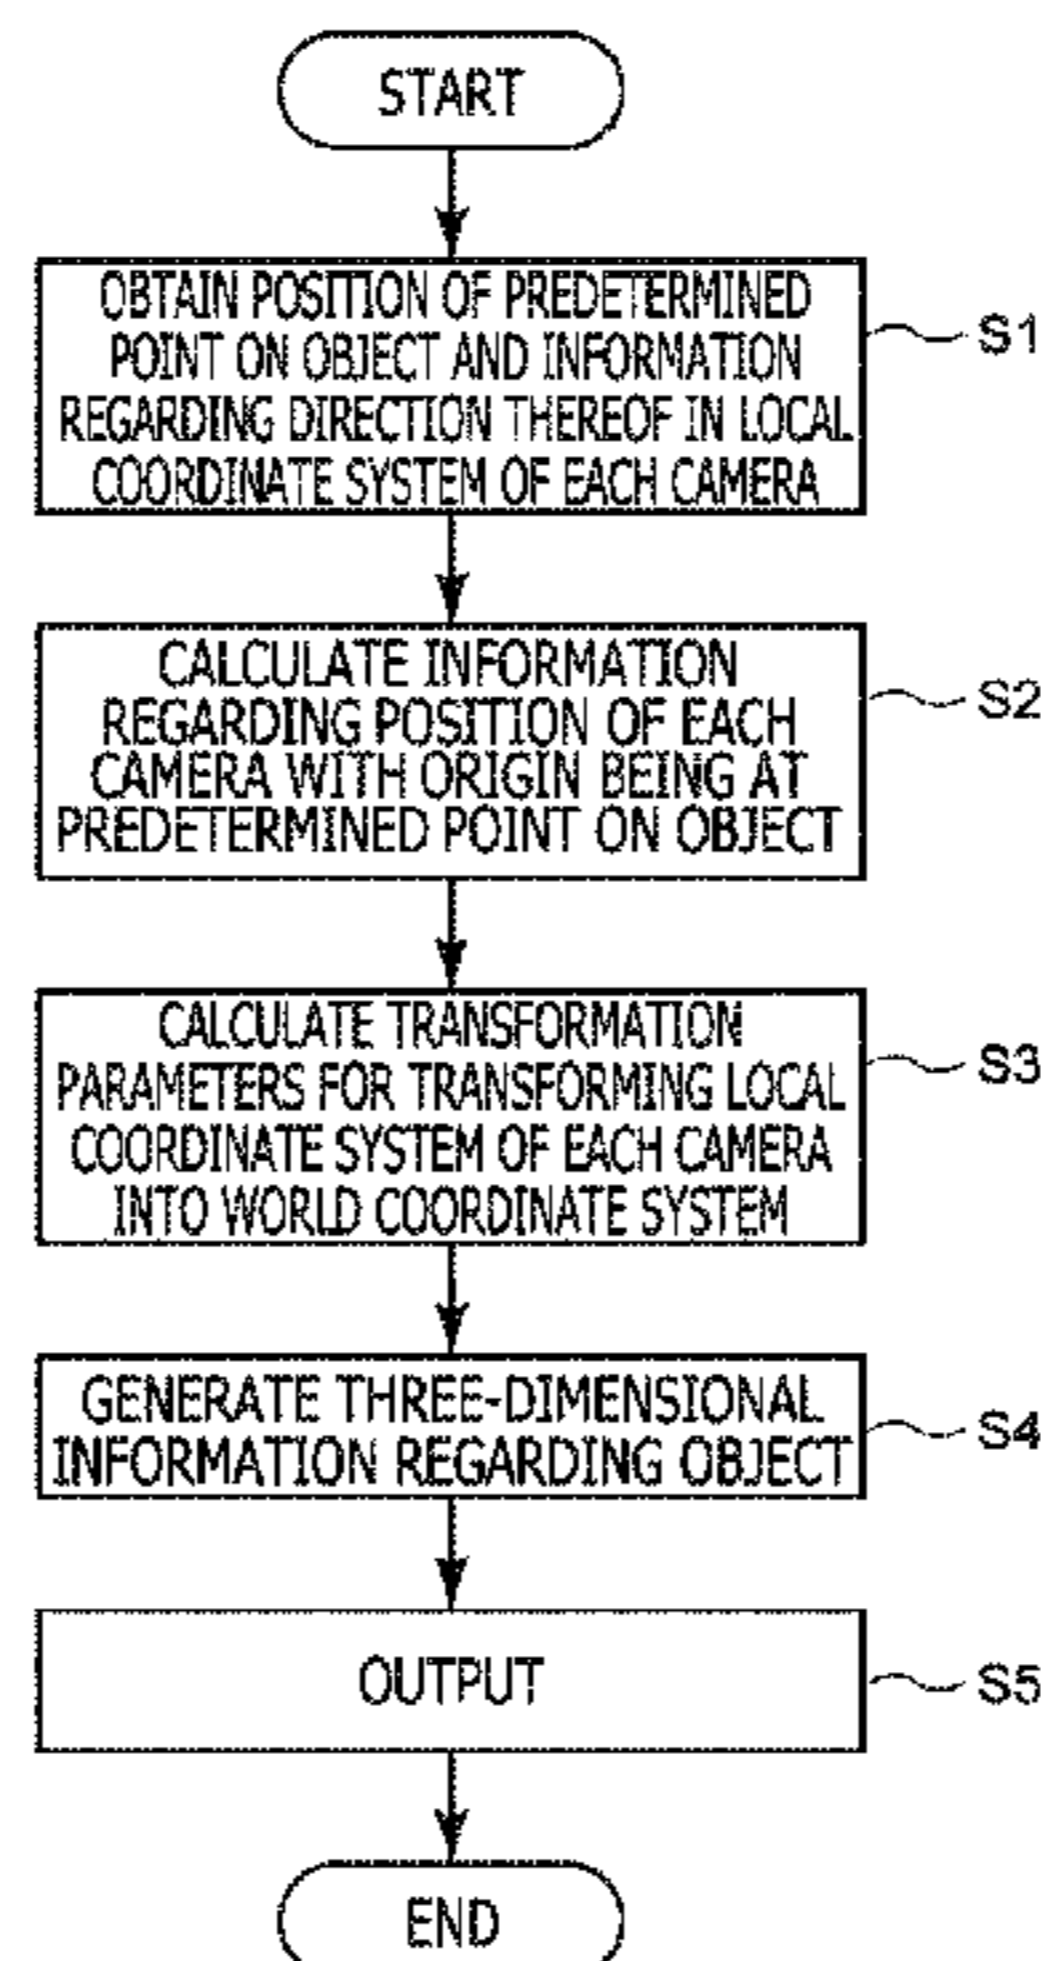 START
OBTAIN POSITION OF PREDETERMINED
POINT ON OBJECT AND INFORMATION
REGARDING DIRECTION THEREOF IN LOCAL
COORDINATE SYSTEM OF EACH CAMERA
S1
CALCULATE INFORMATION
REGARDING POSITION OF EACH
CAMERA WITH ORIGIN BEING AT
PREDETERMINED POINT ON OBJECT
S2
CALCULATE TRANSFORMATION
PARAMETERS FOR TRANSFORMING LOCAL
COORDINATE SYSTEM OF EACH CAMERA
INTO WORLD COORDINATE SYSTEM
S3
GENERATE THREE-DIMENSIONAL
INFORMATION REGARDING OBJECT
S4
OUTPUT
S5
END